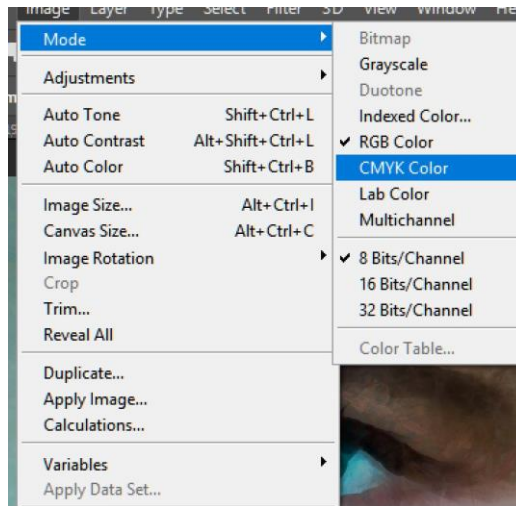 Image Layer Type Select Filter 3D View Window
Mode
Adjustments
Auto Tone Shift+Ctrl+L
Auto Contrast Alt+Shift+Ctrl+L
Auto Color Shift+Ctrl+B
Image Size... Alt+Ctrl+I
Canvas Size... Alt+Ctrl+C
Image Rotation
Crop
Trim...
Reveal All
Duplicate...
Apply Image...
Calculations...
Variables
Apply Data Set...
Bitmap
Grayscale
Duotone
Indexed Color...
RGB Color
CMYK Color
Lab Color
Multichannel
8 Bits/Channel
16 Bits/Channel
32 Bits/Channel
Color Table...